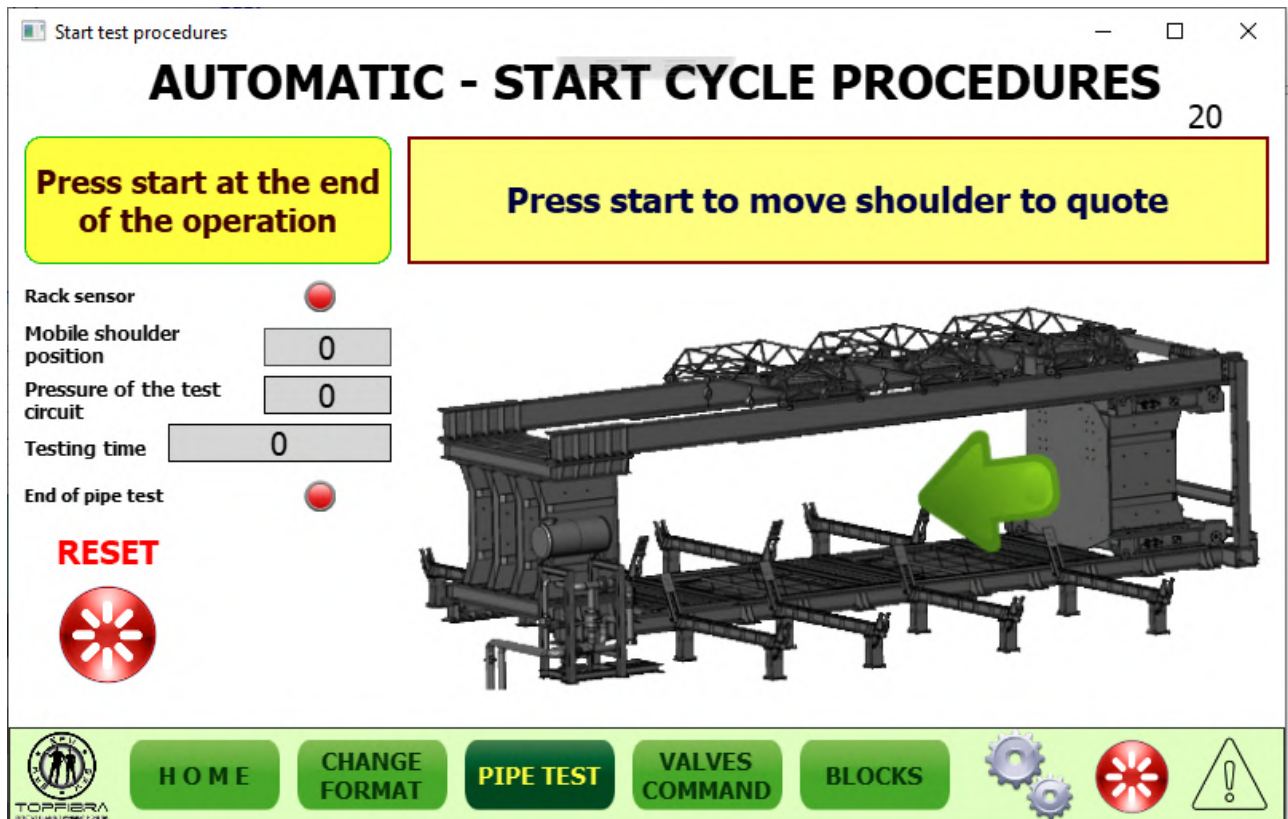 Start test procedures
AUTOMATIC - START CYCLE PROCEDURES
20
Press start at the end
of the operation
Press start to move shoulder to quote
Rack sensor
Mobile shoulder
position
0
Pressure of the test
circuit
0
Testing time
0
End of pipe test
RESET
HOME
CHANGE
FORMAT
PIPE TEST
VALVES
COMMAND
BLOCKS
TOPFIBRA